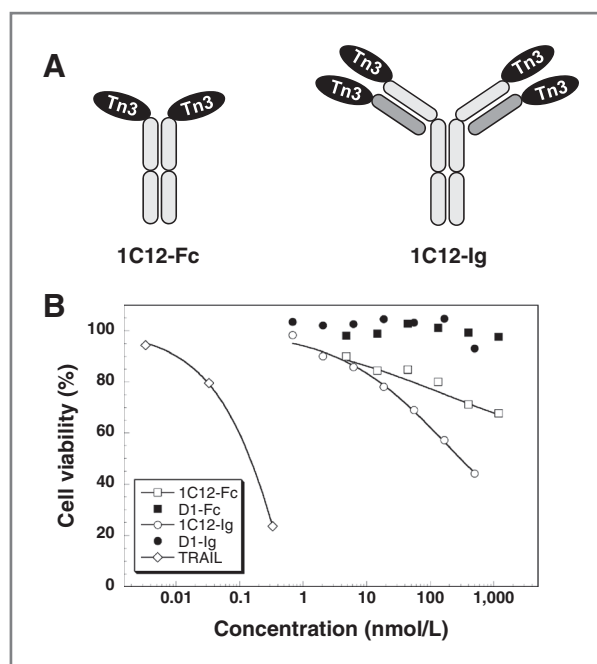 A
Tn3 Tn3
Tn3 Tn3
Tn3 Tn3
1C12-Fc 1C12-Ig
B
Cell viability (%)
100
80
60
40
20
0
1C12-Fc
D1-Fc
1C12-Ig
D1-Ig
TRAIL
0.01 0.1 1 10 100 1,000
Concentration (nmol/L)